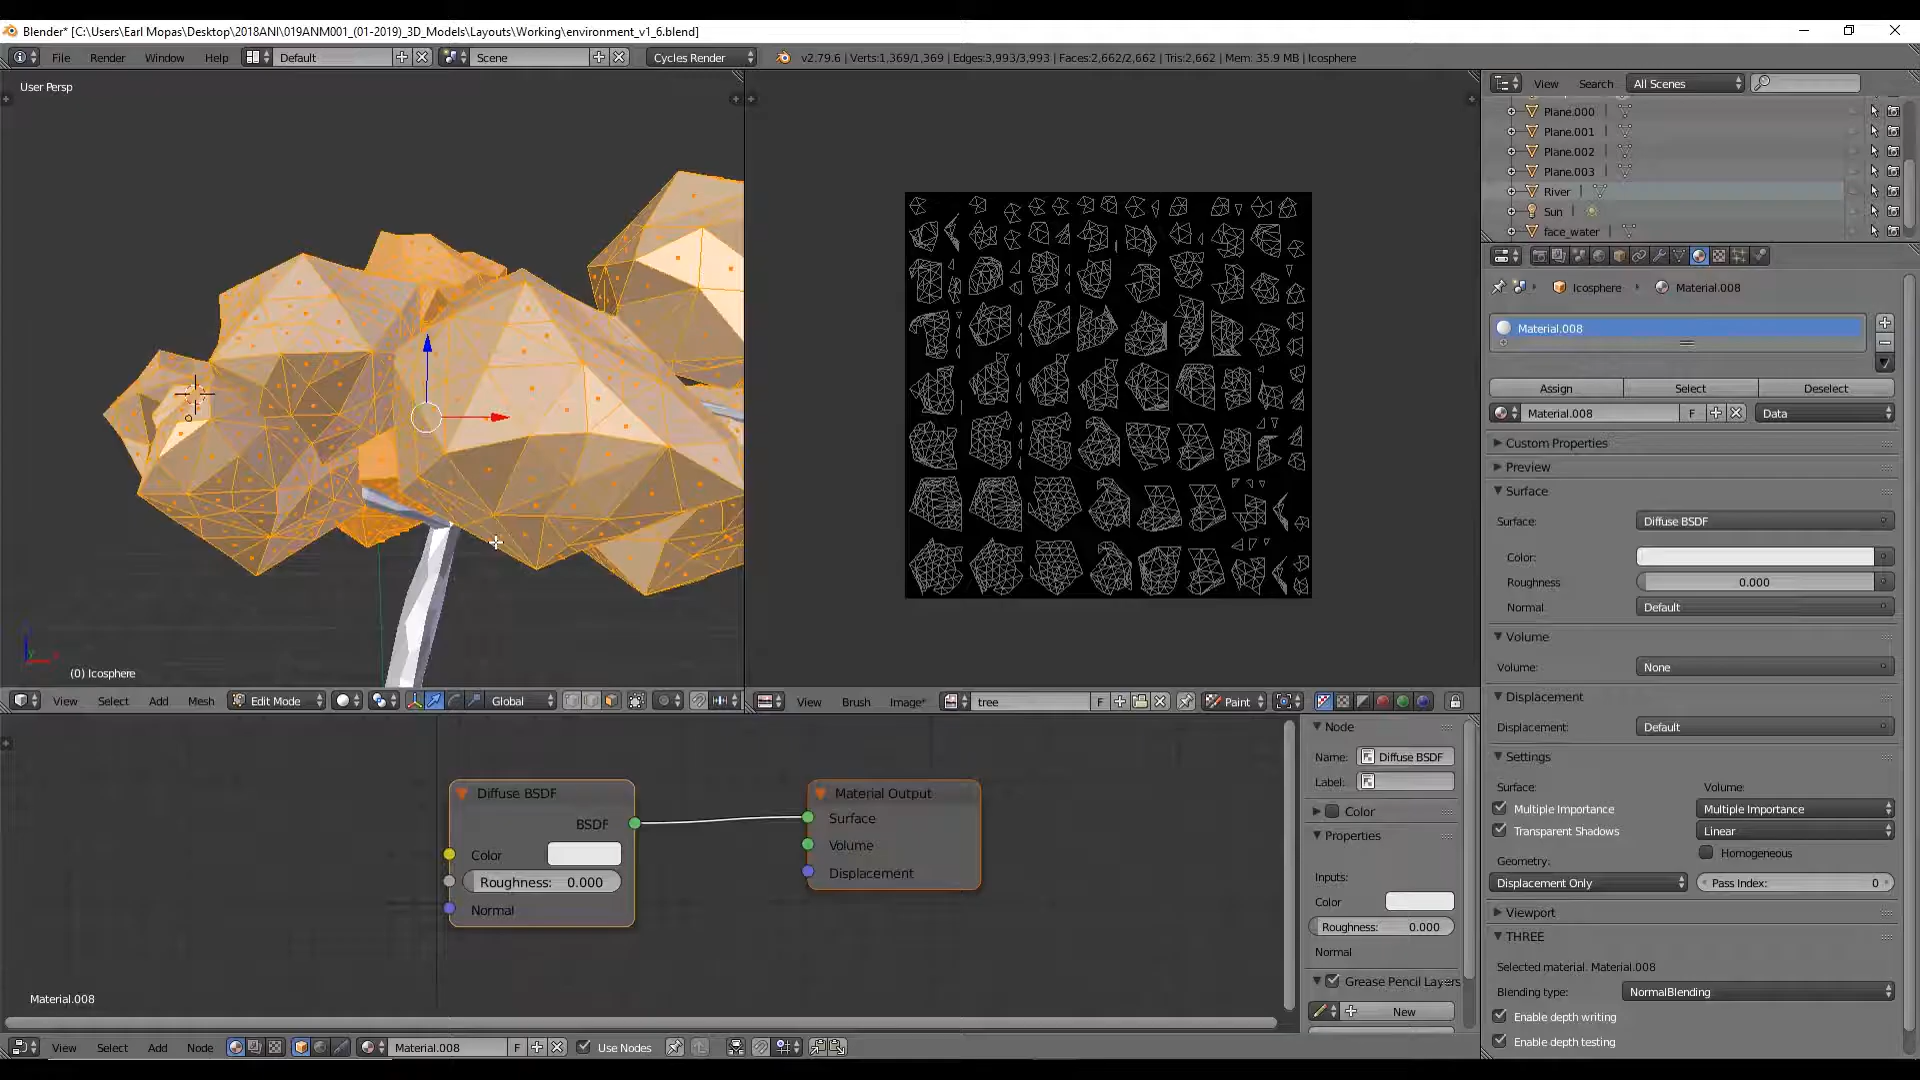 Blender* [C:\Users\Earl Mopas\Desktop\2018ANI\019ANM001_(01-2019)_3D_Models\Layouts\Working\environment_v1_6.blend]
File Render Window Help Default Scene Cycles Render v2.79.6 | Verts:1,369/1,369 | Edges:3,993/3,993 | Faces:2,662/2,662 | Tris:2,662 | Mem: 35.9 MB | Icosphere
User Persp
(0) Icosphere
View Select Add Mesh Edit Mode Global
View Brush Image* tree F Paint
View Search All Scenes
Plane.000
Plane.001
Plane.002
Plane.003
River
Sun
face_water
Icosphere Material.008
Material.008
Assign Select Deselect
Material.008 F Data
Custom Properties
Preview
Surface
Surface: Diffuse BSDF
Color:
Roughness 0.000
Normal Default
Volume
Volume: None
Displacement
Displacement: Default
Settings
Surface: Volume:
Multiple Importance Multiple Importance
Transparent Shadows Linear
Homogeneous
Geometry:
Displacement Only Pass Index: 0
Viewport
THREE
Selected material. Material.008
Blending type: NormalBlending
Enable depth writing
Enable depth testing
Diffuse BSDF
BSDF
Color
Roughness: 0.000
Normal
Material Output
Surface
Volume
Displacement
Material.008
Node
Name: Diffuse BSDF
Label:
Color
Properties
Inputs:
Color
Roughness: 0.000
Normal
Grease Pencil Layers
New
View Select Add Node Material.008 F Use Nodes